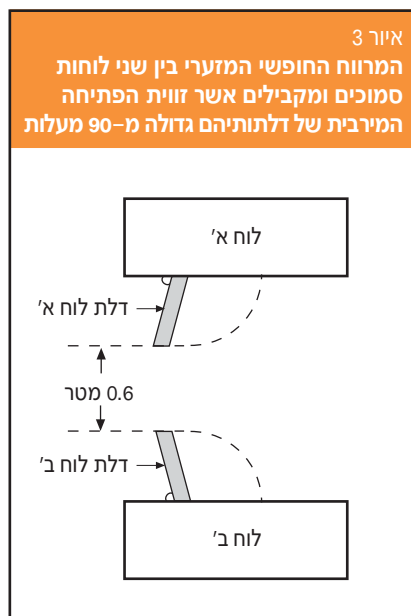 איור 3
המרווח החופשי המזערי בין שני לוחות
סמוכים ומקבילים אשר זווית הפתיחה
המירבית של דלתותיהם גדולה מ-90 מעלות
לוח א'
דלת לוח א'
0.6 מטר
דלת לוח ב'
לוח ב'